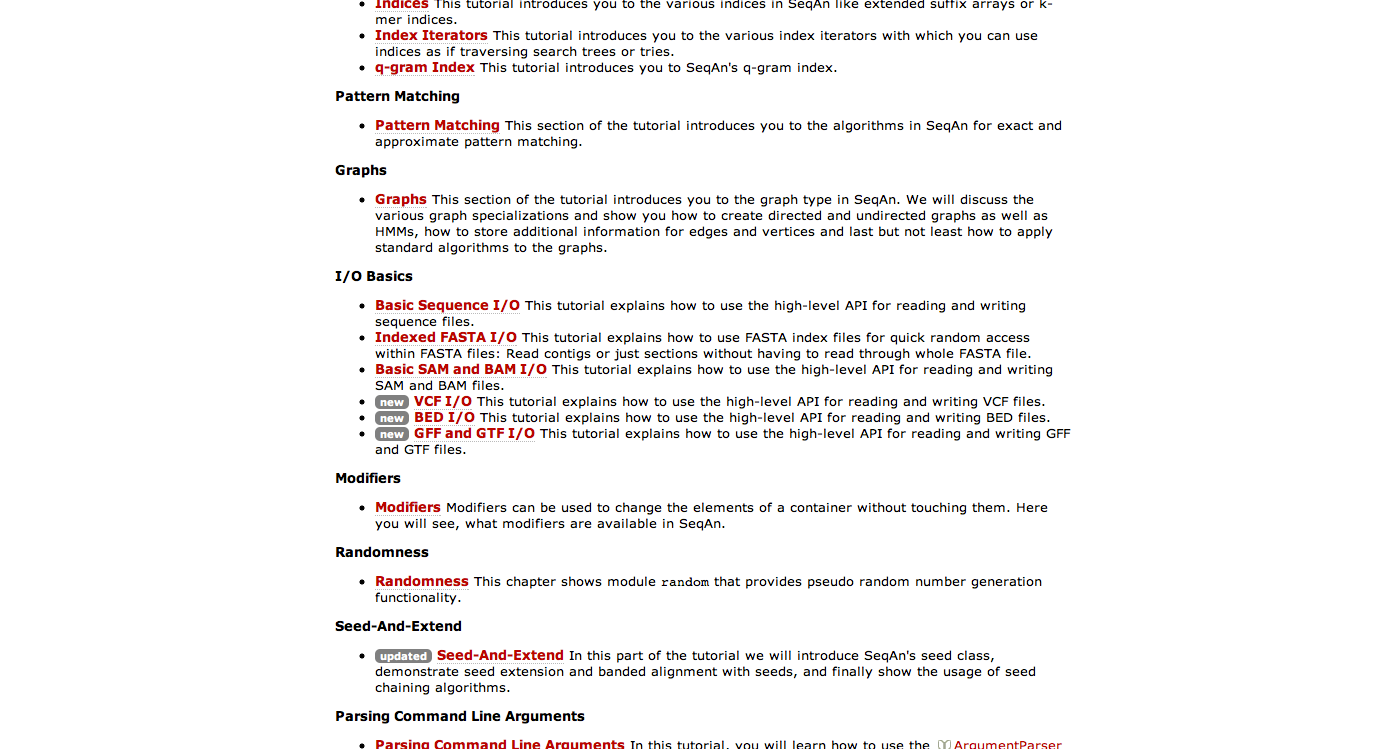 Indices This tutorial introduces you to the various indices in SeqAn like extended suffix arrays or k-
mer indices.
Index Iterators This tutorial introduces you to the various index iterators with which you can use
indices as if traversing search trees or tries.
q-gram Index This tutorial introduces you to SeqAn's q-gram index.
Pattern Matching
Pattern Matching This section of the tutorial introduces you to the algorithms in SeqAn for exact and
approximate pattern matching.
Graphs
Graphs This section of the tutorial introduces you to the graph type in SeqAn. We will discuss the
various graph specializations and show you how to create directed and undirected graphs as well as
HMMs, how to store additional information for edges and vertices and last but not least how to apply
standard algorithms to the graphs.
I/O Basics
Basic Sequence I/O This tutorial explains how to use the high-level API for reading and writing
sequence files.
Indexed FASTA I/O This tutorial explains how to use FASTA index files for quick random access
within FASTA files: Read contigs or just sections without having to read through whole FASTA file.
Basic SAM and BAM I/O This tutorial explains how to use the high-level API for reading and writing
SAM and BAM files.
new VCF I/O This tutorial explains how to use the high-level API for reading and writing VCF files.
new BED I/O This tutorial explains how to use the high-level API for reading and writing BED files.
new GFF and GTF I/O This tutorial explains how to use the high-level API for reading and writing GFF
and GTF files.
Modifiers
Modifiers Modifiers can be used to change the elements of a container without touching them. Here
you will see, what modifiers are available in SeqAn.
Randomness
Randomness This chapter shows module random that provides pseudo random number generation
functionality.
Seed-And-Extend
updated Seed-And-Extend In this part of the tutorial we will introduce SeqAn's seed class,
demonstrate seed extension and banded alignment with seeds, and finally show the usage of seed
chaining algorithms.
Parsing Command Line Arguments
Parsing Command Line Arguments In this tutorial, you will learn how to use the ArgumentParser